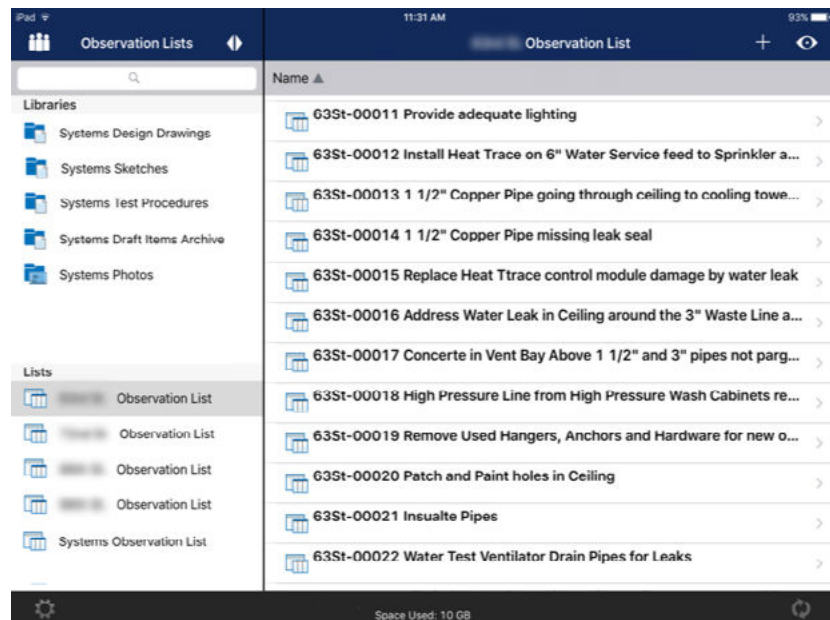 iPad 11:31 AM 93%
Observation Lists
Observation List
Name
Libraries
Systems Design Drawings
Systems Sketches
Systems Test Procedures
Systems Draft Items Archive
Systems Photos
Lists
Observation List
Observation List
Observation List
Observation List
Systems Observation List
63St-00011 Provide adequate lighting
63St-00012 Install Heat Trace on 6" Water Service feed to Sprinkler a...
63St-00013 1 1/2" Copper Pipe going through ceiling to cooling towe...
63St-00014 1 1/2" Copper Pipe missing leak seal
63St-00015 Replace Heat Ttrace control module damage by water leak
63St-00016 Address Water Leak in Ceiling around the 3" Waste Line a...
63St-00017 Concerte in Vent Bay Above 1 1/2" and 3" pipes not parg...
63St-00018 High Pressure Line from High Pressure Wash Cabinets re...
63St-00019 Remove Used Hangers, Anchors and Hardware for new o...
63St-00020 Patch and Paint holes in Ceiling
63St-00021 Insualte Pipes
63St-00022 Water Test Ventilator Drain Pipes for Leaks
Space Used: 10 GB